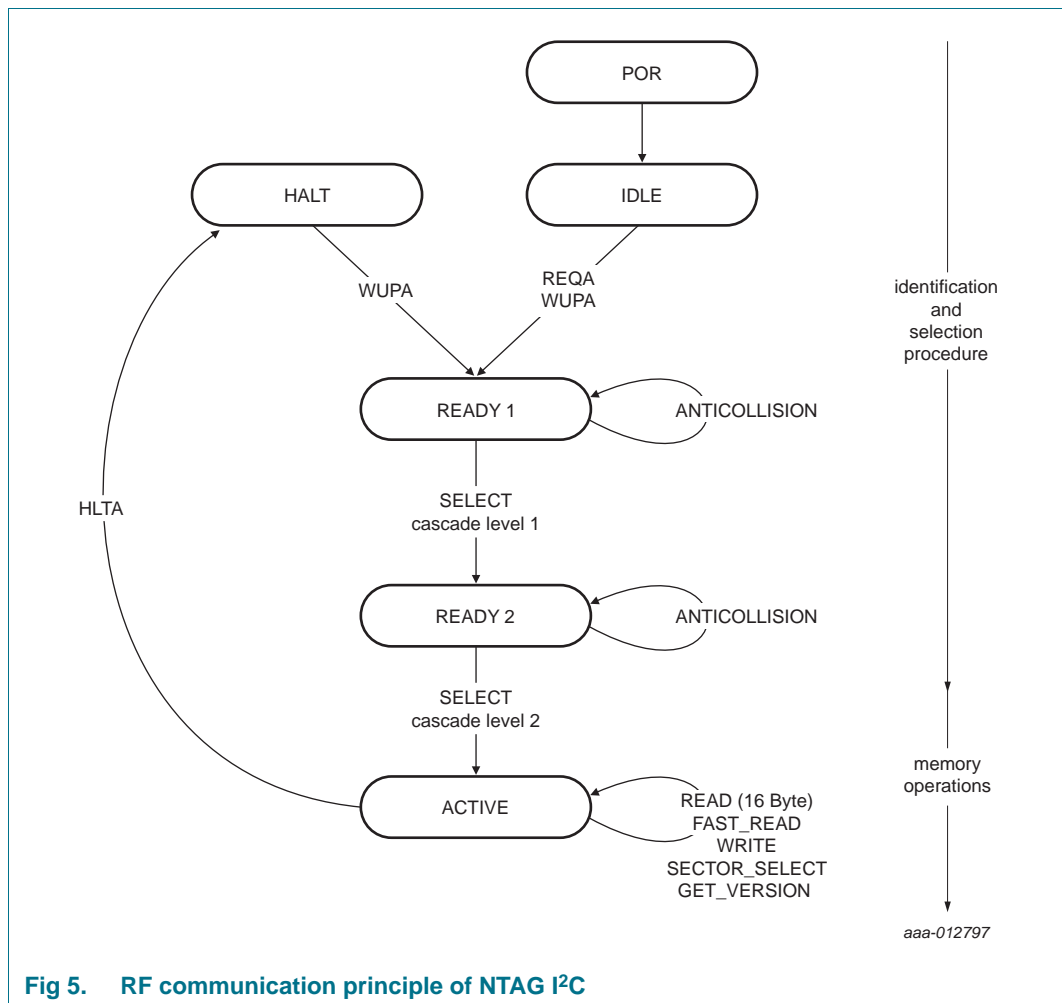 POR
HALT
IDLE
WUPA
REQA
WUPA
identification
and
selection
procedure
READY 1
ANTICOLLISION
SELECT
cascade level 1
HLTA
READY 2
ANTICOLLISION
SELECT
cascade level 2
memory
operations
ACTIVE
READ (16 Byte)
FAST_READ
WRITE
SECTOR_SELECT
GET_VERSION
aaa-012797
Fig 5. RF communication principle of NTAG I²C